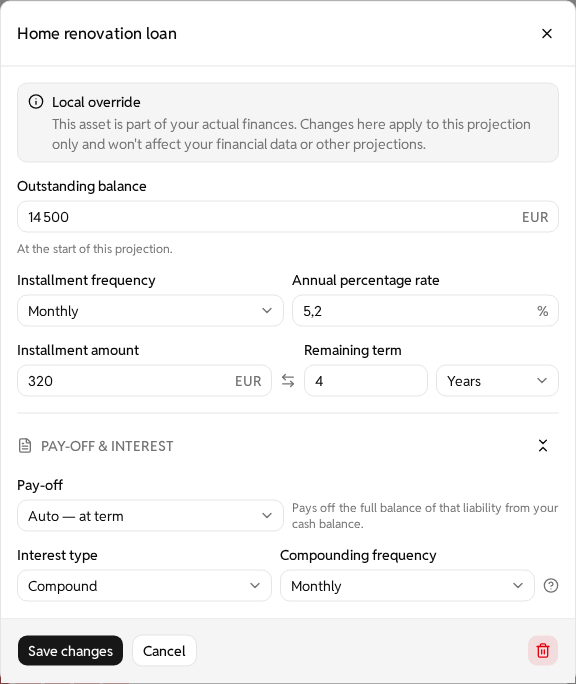 Home renovation loan
Local override
This asset is part of your actual finances. Changes here apply to this projection
only and won't affect your financial data or other projections.
Outstanding balance
14 500 EUR
At the start of this projection.
Installment frequency Annual percentage rate
Monthly 5,2 %
Installment amount Remaining term
320 EUR 4 Years
PAY-OFF & INTEREST
Pay-off
Auto — at term
Pays off the full balance of that liability from your
cash balance.
Interest type Compounding frequency
Compound Monthly
Save changes Cancel